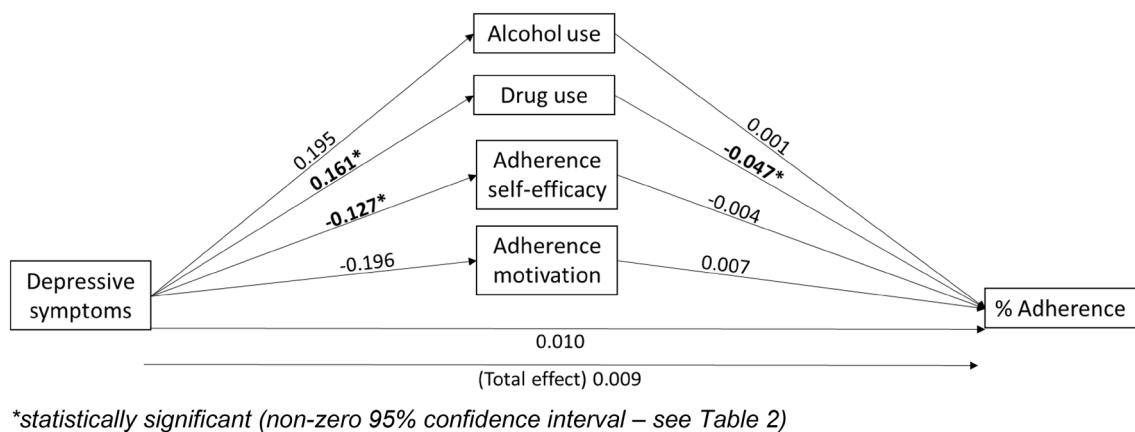 Alcohol use
Drug use
Adherence
self-efficacy
Adherence
motivation
Depressive
symptoms
% Adherence
0.195
0.161*
-0.127*
-0.196
0.001
-0.047*
-0.004
0.007
0.010
(Total effect) 0.009
*statistically significant (non-zero 95% confidence interval – see Table 2)